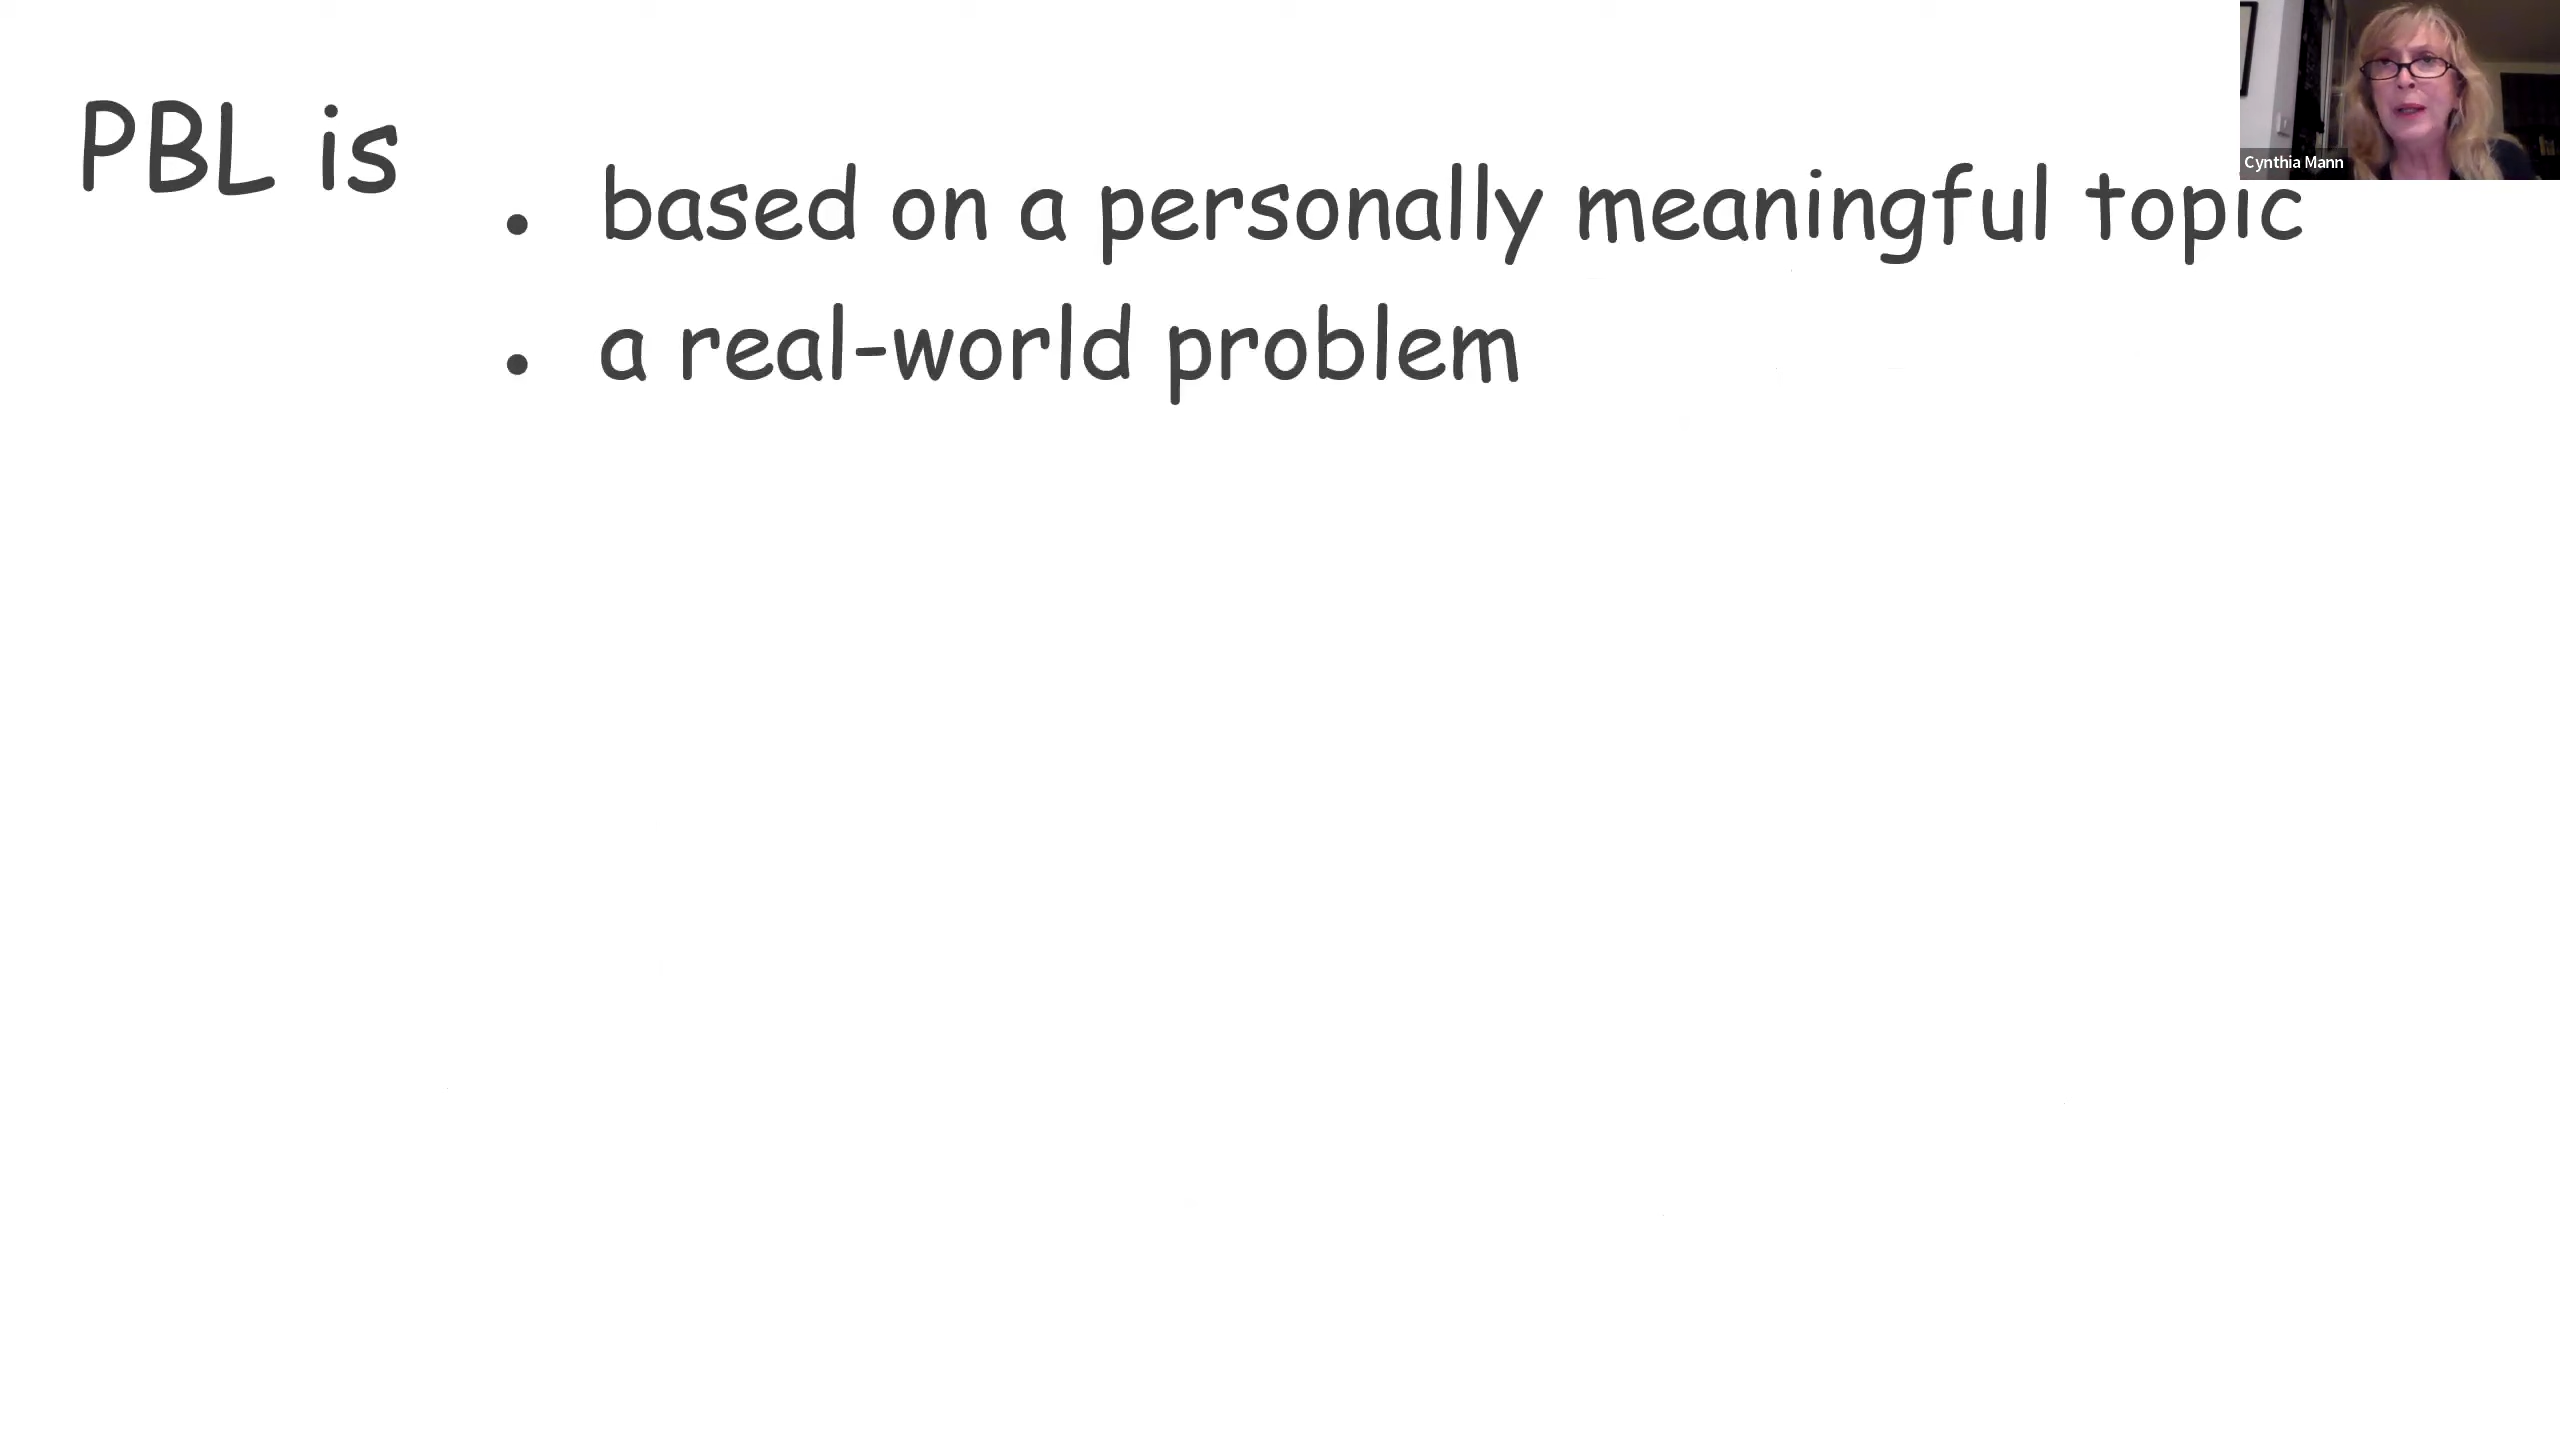 PBL is
• based on a personally meaningful topic
• a real-world problem
Cynthia Mann